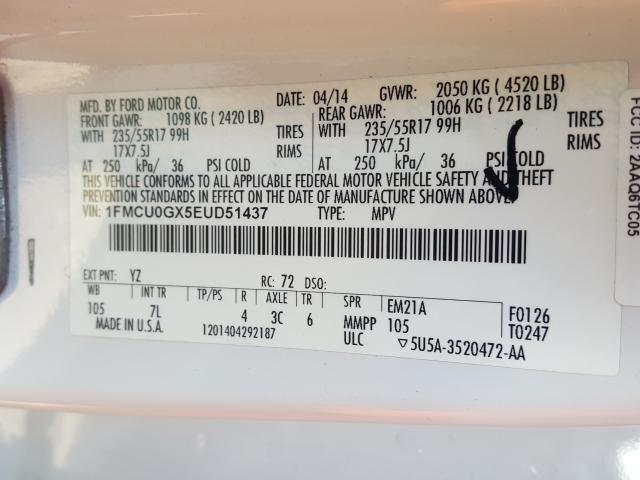 MFD. BY FORD MOTOR CO.
DATE: 04/14 GVWR: 2050 KG ( 4520 LB)
FRONT GAWR: 1098 KG ( 2420 LB)
REAR GAWR: 1006 KG ( 2218 LB)
WITH 235/55R17 99H TIRES
WITH 235/55R17 99H TIRES
17X7.5J RIMS
17X7.5J RIMS
AT 250 kPa/ 36 PSI COLD
AT 250 kPa/ 36 PSI COLD
THIS VEHICLE CONFORMS TO ALL APPLICABLE FEDERAL MOTOR VEHICLE SAFETY AND THEFT
PREVENTION STANDARDS IN EFFECT ON THE DATE OF MANUFACTURE SHOWN ABOVE.
VIN: 1FMCU0GX5EUD51437 TYPE: MPV
EXT PNT: YZ RC: 72 DSO:
WB INT TR TP/PS R AXLE TR SPR EM21A F0126
105 7L 4 3C 6 MMPP 105 T0247
MADE IN U.S.A. 1201404292187 ULC ▽5U5A-3520472-AA
FCC ID: 2AAQ6TC05